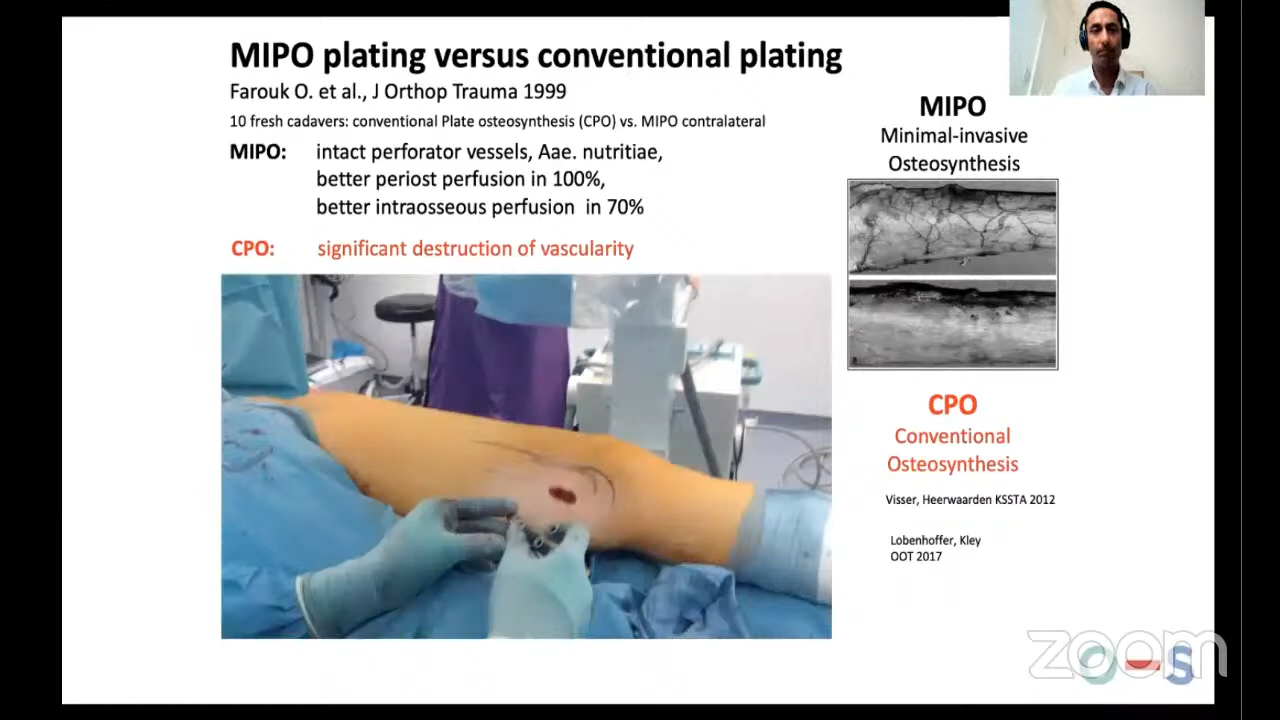 MIPO plating versus conventional plating
Farouk O. et al., J Orthop Trauma 1999
10 fresh cadavers: conventional Plate osteosynthesis (CPO) vs. MIPO contralateral
MIPO: intact perforator vessels, Aae. nutritiae,
better periost perfusion in 100%,
better intraosseous perfusion in 70%
CPO: significant destruction of vascularity
MIPO
Minimal-invasive
Osteosynthesis
CPO
Conventional
Osteosynthesis
Visser, Heerwaarden KSSTA 2012
Lobenhoffer, Kley
OOT 2017
zoom
O-S